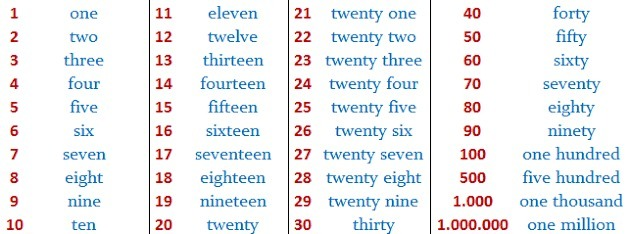 1 one 11 eleven 21 twenty one 40 forty
2 two 12 twelve 22 twenty two 50 fifty
3 three 13 thirteen 23 twenty three 60 sixty
4 four 14 fourteen 24 twenty four 70 seventy
5 five 15 fifteen 25 twenty five 80 eighty
6 six 16 sixteen 26 twenty six 90 ninety
7 seven 17 seventeen 27 twenty seven 100 one hundred
8 eight 18 eighteen 28 twenty eight 500 five hundred
9 nine 19 nineteen 29 twenty nine 1.000 one thousand
10 ten 20 twenty 30 thirty 1.000.000 one million